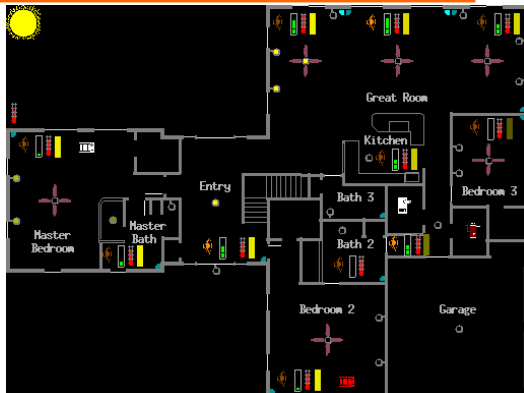 Great Room
Kitchen
Bedroom 3
Entry
Bath 3
Master
Bedroom
Master
Bath
Bath 2
Bedroom 2
Garage